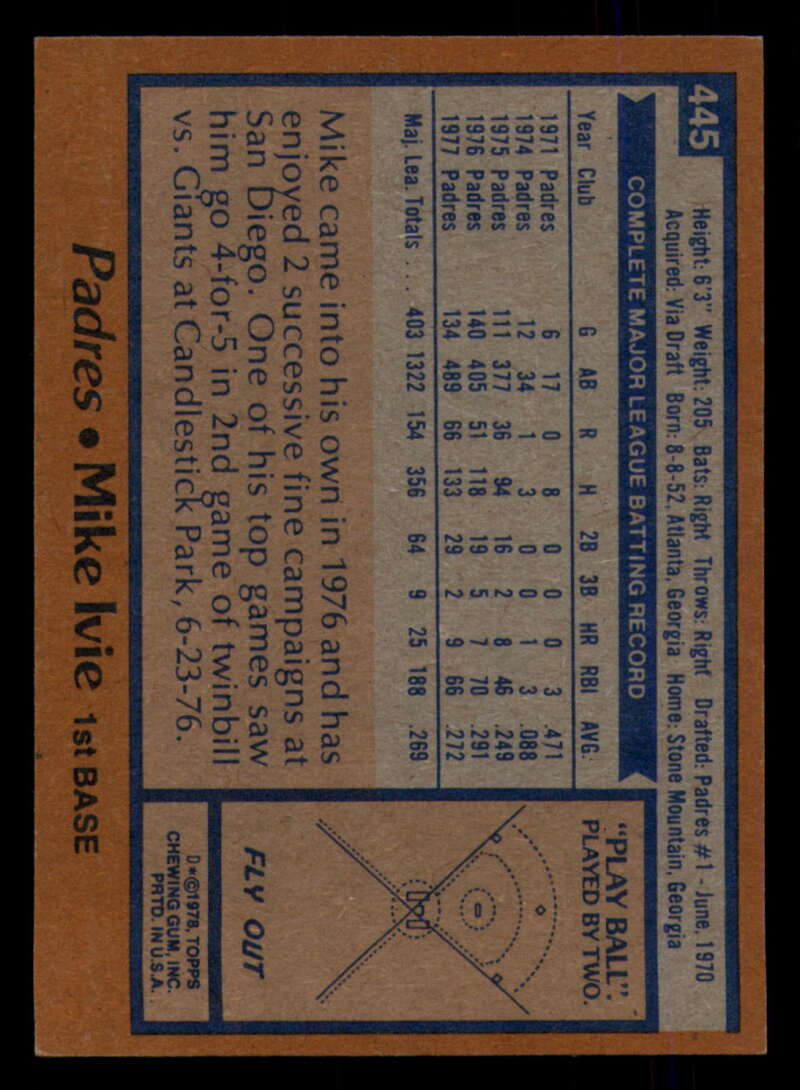 445
Height: 6'3" Weight: 205 Bats: Right Throws: Right Drafted: Padres #1 - June, 1970
Acquired: Via Draft Born: 8-8-52, Atlanta, Georgia Home: Stone Mountain, Georgia
COMPLETE MAJOR LEAGUE BATTING RECORD
Year Club G AB R H 2B 3B HR RBI AVG.
1971 Padres 6 17 0 8 0 0 0 3 .471
1974 Padres 12 34 1 3 0 0 1 3 .088
1975 Padres 111 377 36 94 16 2 8 46 .249
1976 Padres 140 405 51 118 19 5 7 70 .291
1977 Padres 134 489 66 133 29 2 9 66 .272
Maj. Lea. Totals ... 403 1322 154 356 64 9 25 188 .269
Mike came into his own in 1976 and has
enjoyed 2 successive fine campaigns at
San Diego. One of his top games saw
him go 4-for-5 in 2nd game of twinbill
vs. Giants at Candlestick Park, 6-23-76.
"PLAY BALL".
PLAYED BY TWO.
FLY OUT
D*©1978, TOPPS
CHEWING GUM, INC.
PRTD. IN U.S.A.
Padres • Mike Ivie 1st BASE